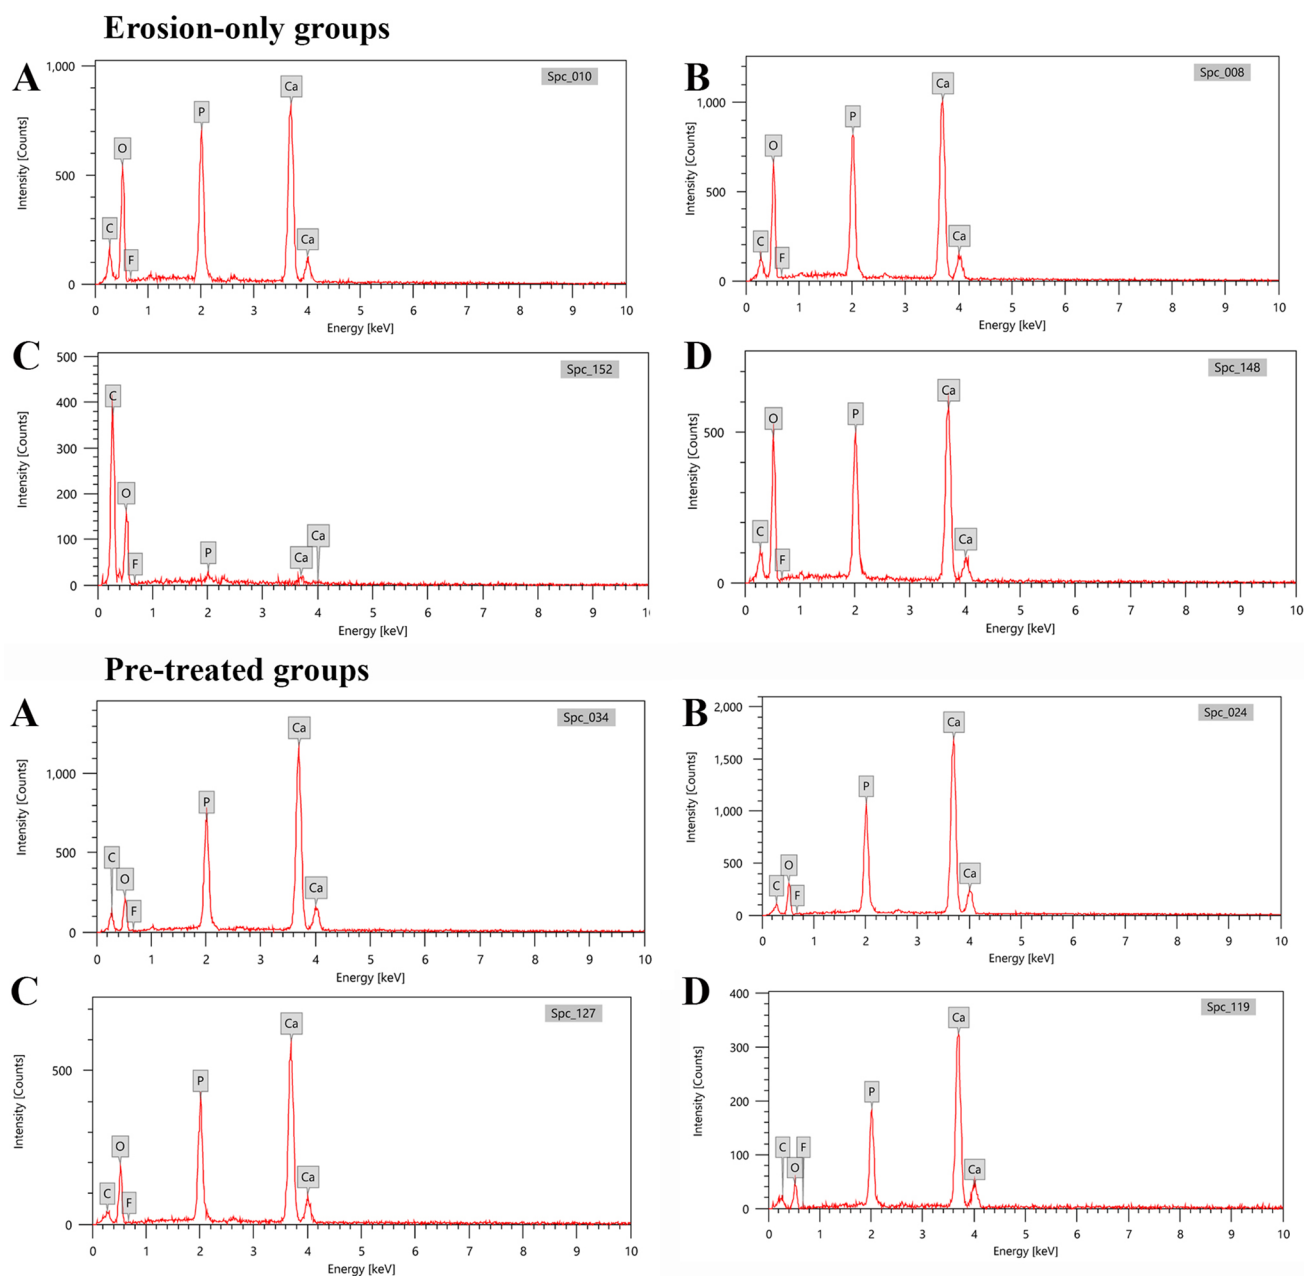 Erosion-only groups
A
Spc_010
Intensity [Counts]
1,000
500
0
C
O
F
P
Ca
Ca
0 1 2 3 4 5 6 7 8 9 10
Energy [keV]
B
Spc_008
Intensity [Counts]
1,000
500
0
C
O
F
P
Ca
Ca
0 1 2 3 4 5 6 7 8 9 10
Energy [keV]
C
Spc_152
Intensity [Counts]
500
400
300
200
100
0
C
O
F
P
Ca
Ca
0 1 2 3 4 5 6 7 8 9
Energy [keV]
D
Spc_148
Intensity [Counts]
500
0
C
O
F
P
Ca
Ca
0 1 2 3 4 5 6 7 8 9 10
Energy [keV]
Pre-treated groups
A
Spc_034
Intensity [Counts]
1,000
500
0
C
O
F
P
Ca
Ca
0 1 2 3 4 5 6 7 8 9 10
Energy [keV]
B
Spc_024
Intensity [Counts]
2,000
1,500
1,000
500
0
C
O
F
P
Ca
Ca
0 1 2 3 4 5 6 7 8 9 10
Energy [keV]
C
Spc_127
Intensity [Counts]
500
0
C
O
F
P
Ca
Ca
0 1 2 3 4 5 6 7 8 9 10
Energy [keV]
D
Spc_119
Intensity [Counts]
400
300
200
100
0
C
O
F
P
Ca
Ca
0 1 2 3 4 5 6 7 8 9 10
Energy [keV]